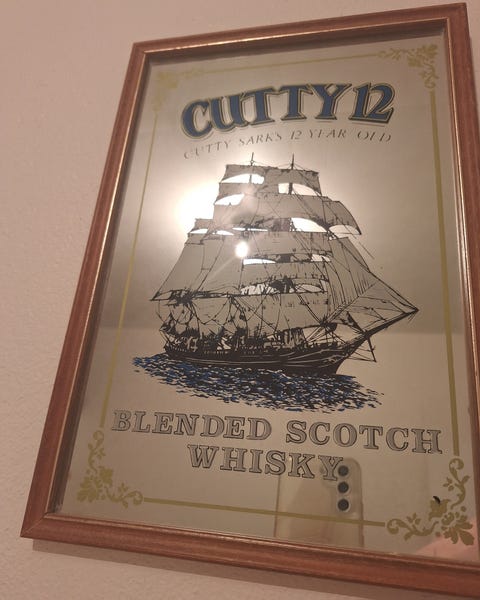 CUTTY 12
CUTTY SARK'S 12 YEAR OLD
BLENDED SCOTCH
WHISKY